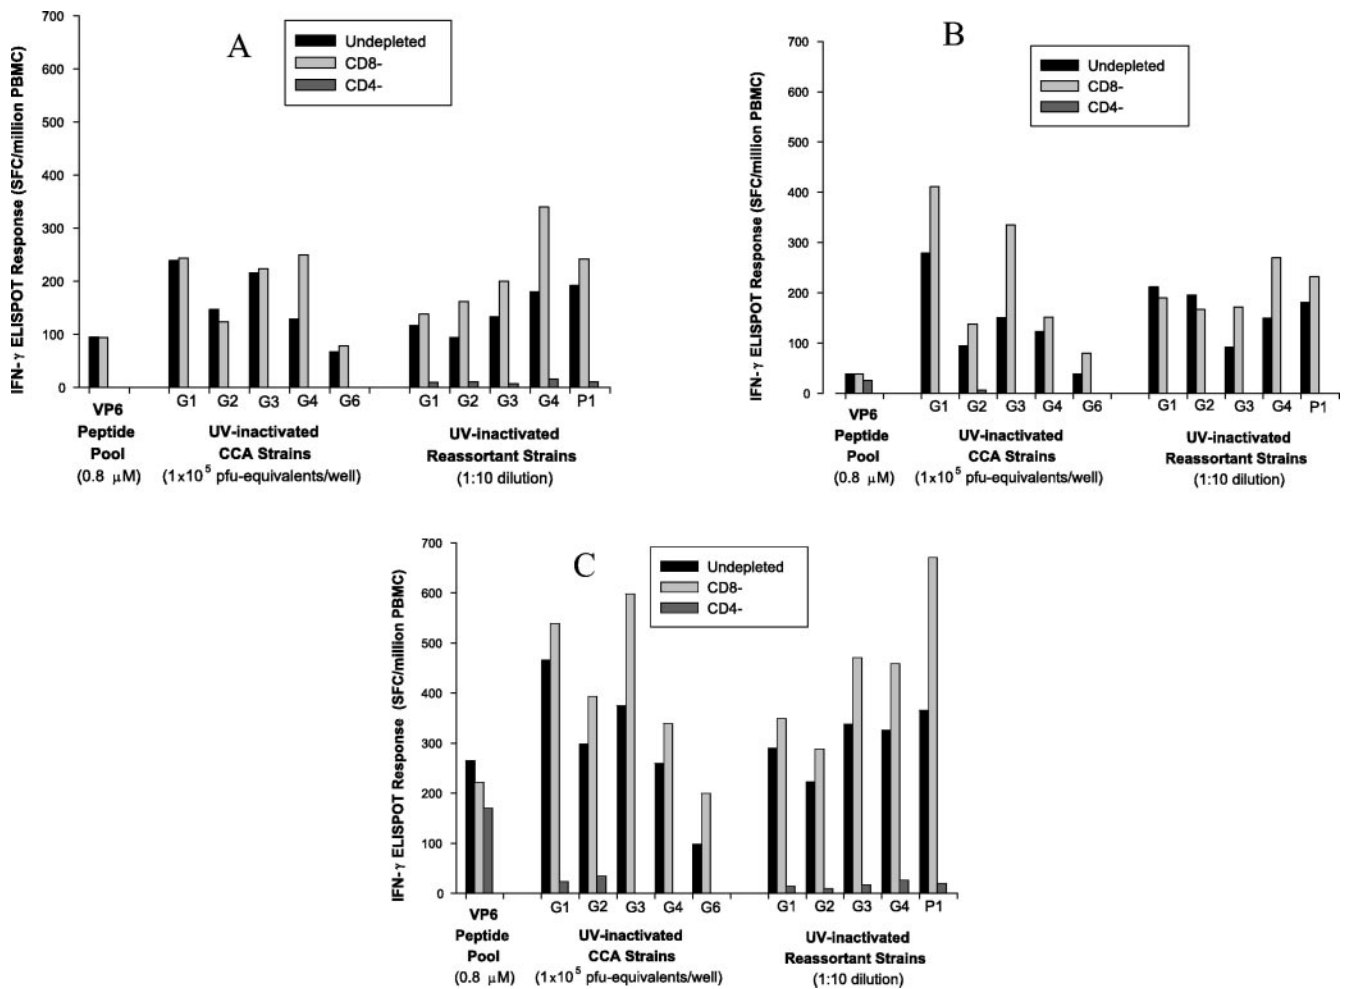 A
Undepleted
CD8-
CD4-
IFN-γ ELISPOT Response (SFC/million PBMC)
700
600
500
400
300
200
100
0
G1 G2 G3 G4 G6 G1 G2 G3 G4 P1
VP6
Peptide
Pool
(0.8 μM)
UV-inactivated
CCA Strains
(1x10⁵ pfu-equivalents/well)
UV-inactivated
Reassortant Strains
(1:10 dilution)
B
Undepleted
CD8-
CD4-
IFN-γ ELISPOT Response (SFC/million PBMC)
700
600
500
400
300
200
100
0
G1 G2 G3 G4 G6 G1 G2 G3 G4 P1
VP6
Peptide
Pool
(0.8 μM)
UV-inactivated
CCA Strains
(1x10⁵ pfu-equivalents/well)
UV-inactivated
Reassortant Strains
(1:10 dilution)
C
Undepleted
CD8-
CD4-
IFN-γ ELISPOT Response (SFC/million PBMC)
700
600
500
400
300
200
100
0
G1 G2 G3 G4 G6 G1 G2 G3 G4 P1
VP6
Peptide
Pool
(0.8 μM)
UV-inactivated
CCA Strains
(1x10⁵ pfu-equivalents/well)
UV-inactivated
Reassortant Strains
(1:10 dilution)